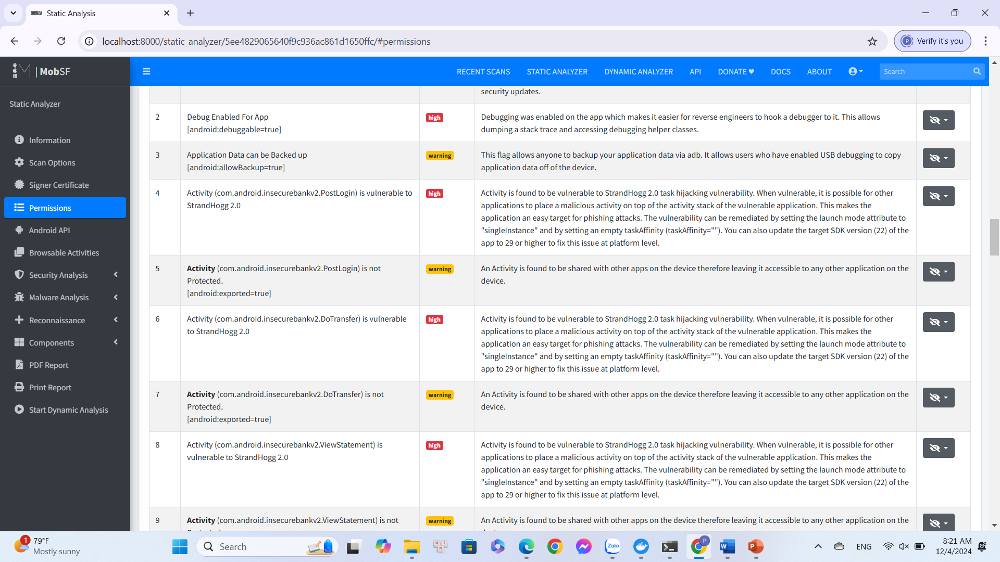 Static Analysis
localhost:8000/static_analyzer/5ee4829065640f9c936ac861d1650ffc/#permissions
P
Verify it's you
| MobSF
RECENT SCANS
STATIC ANALYZER
DYNAMIC ANALYZER
API
DONATE
DOCS
ABOUT
Search
Static Analyzer
Information
Scan Options
Signer Certificate
Permissions
Android API
Browsable Activities
Security Analysis
Malware Analysis
Reconnaissance
Components
PDF Report
Print Report
Start Dynamic Analysis
security updates.
2
Debug Enabled For App
[android:debuggable=true]
high
Debugging was enabled on the app which makes it easier for reverse engineers to hook a debugger to it. This allows
dumping a stack trace and accessing debugging helper classes.
3
Application Data can be Backed up
[android:allowBackup=true]
warning
This flag allows anyone to backup your application data via adb. It allows users who have enabled USB debugging to copy
application data off of the device.
4
Activity (com.android.insecurebankv2.PostLogin) is vulnerable to
StrandHogg 2.0
high
Activity is found to be vulnerable to StrandHogg 2.0 task hijacking vulnerability. When vulnerable, it is possible for other
applications to place a malicious activity on top of the activity stack of the vulnerable application. This makes the
application an easy target for phishing attacks. The vulnerability can be remediated by setting the launch mode attribute to
"singleInstance" and by setting an empty taskAffinity (taskAffinity=""). You can also update the target SDK version (22) of the
app to 29 or higher to fix this issue at platform level.
5
Activity (com.android.insecurebankv2.PostLogin) is not
Protected.
[android:exported=true]
warning
An Activity is found to be shared with other apps on the device therefore leaving it accessible to any other application on the
device.
6
Activity (com.android.insecurebankv2.DoTransfer) is vulnerable
to StrandHogg 2.0
high
Activity is found to be vulnerable to StrandHogg 2.0 task hijacking vulnerability. When vulnerable, it is possible for other
applications to place a malicious activity on top of the activity stack of the vulnerable application. This makes the
application an easy target for phishing attacks. The vulnerability can be remediated by setting the launch mode attribute to
"singleInstance" and by setting an empty taskAffinity (taskAffinity=""). You can also update the target SDK version (22) of the
app to 29 or higher to fix this issue at platform level.
7
Activity (com.android.insecurebankv2.DoTransfer) is not
Protected.
[android:exported=true]
warning
An Activity is found to be shared with other apps on the device therefore leaving it accessible to any other application on the
device.
8
Activity (com.android.insecurebankv2.ViewStatement) is
vulnerable to StrandHogg 2.0
high
Activity is found to be vulnerable to StrandHogg 2.0 task hijacking vulnerability. When vulnerable, it is possible for other
applications to place a malicious activity on top of the activity stack of the vulnerable application. This makes the
application an easy target for phishing attacks. The vulnerability can be remediated by setting the launch mode attribute to
"singleInstance" and by setting an empty taskAffinity (taskAffinity=""). You can also update the target SDK version (22) of the
app to 29 or higher to fix this issue at platform level.
9
Activity (com.android.insecurebankv2.ViewStatement) is not
warning
An Activity is found to be shared with other apps on the device therefore leaving it accessible to any other application on the
1
79°F
Mostly sunny
Search
Zalo
P
ENG
8:21 AM
12/4/2024